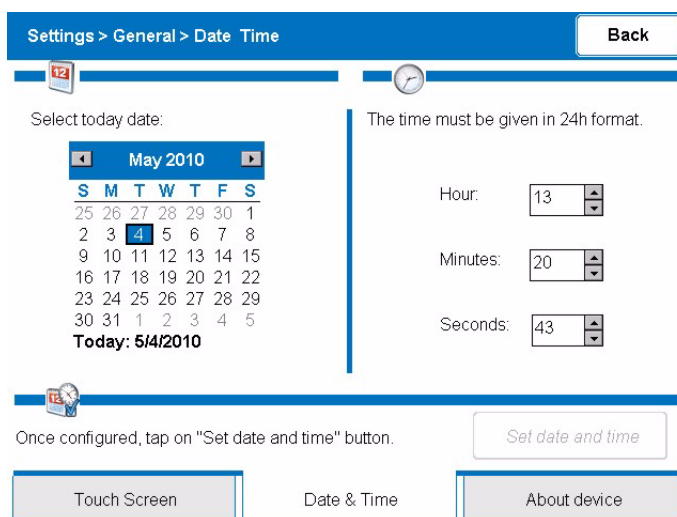 Settings > General > Date Time
Back
12
Select today date:
May 2010
S M T W T F S
25 26 27 28 29 30 1
2 3 4 5 6 7 8
9 10 11 12 13 14 15
16 17 18 19 20 21 22
23 24 25 26 27 28 29
30 31 1 2 3 4 5
Today: 5/4/2010
The time must be given in 24h format.
Hour: 13
Minutes: 20
Seconds: 43
12
Once configured, tap on "Set date and time" button.
Set date and time
Touch Screen
Date & Time
About device